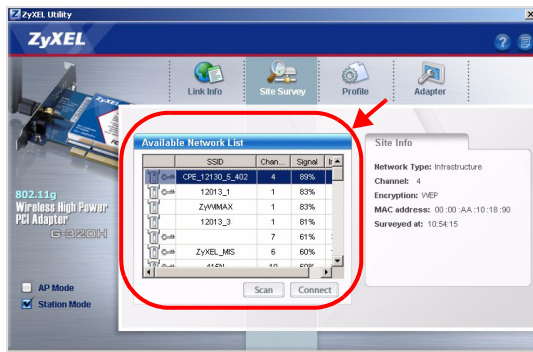 ZyXEL Utility
ZyXEL
Link Info
Site Survey
Profile
Adapter
ZyXEL
802.11g
Wireless High Power
PCI Adapter
G-320H
AP Mode
Station Mode
Available Network List
SSID Chan... Signal
CPE_12130_5_402 4 89%
12013_1 1 83%
ZyWIMAX 1 83%
12013_3 1 81%
7 61%
ZyXEL_MIS 6 60%
10 60%
Scan Connect
Site Info
Network Type: Infrastructure
Channel: 4
Encryption: WEP
MAC address: 00 :00 :AA :10 :18 :90
Surveyed at: 10:54:15